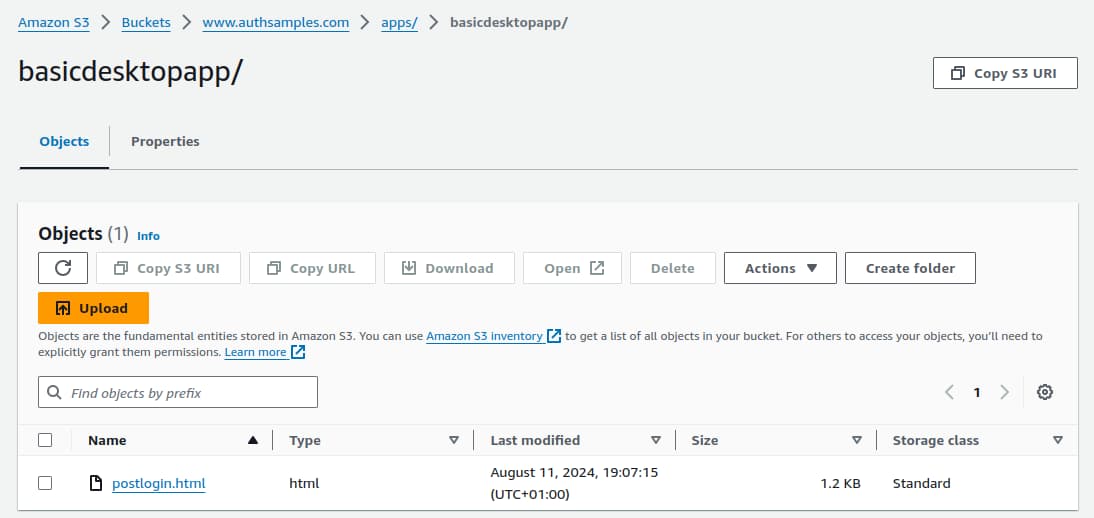 Amazon S3 > Buckets > www.authsamples.com > apps/ > basicdesktopapp/
basicdesktopapp/
Copy S3 URI
Objects
Properties
Objects (1) Info
Copy S3 URI
Copy URL
Download
Open
Delete
Actions
Create folder
Upload
Objects are the fundamental entities stored in Amazon S3. You can use Amazon S3 inventory to get a list of all objects in your bucket. For others to access your objects, you'll need to
explicitly grant them permissions. Learn more
Find objects by prefix
1
Name Type Last modified Size Storage class
postlogin.html html August 11, 2024, 19:07:15 1.2 KB Standard
(UTC+01:00)